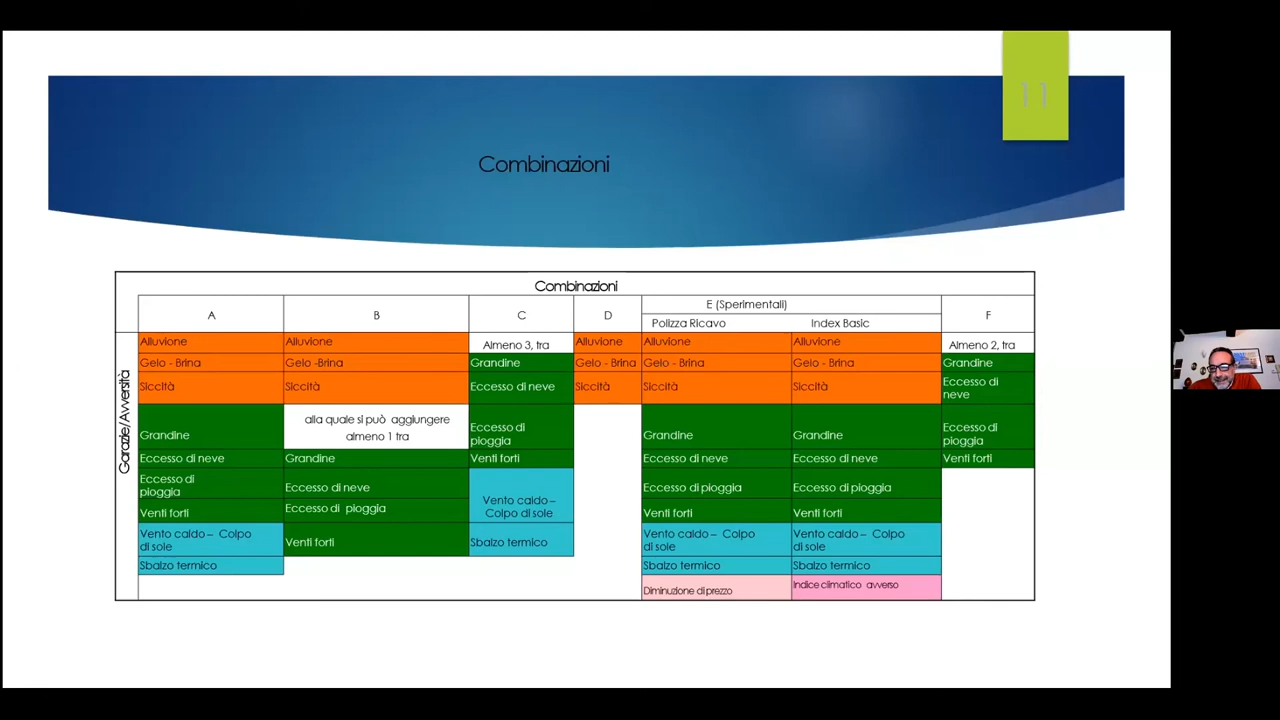 11
Combinazioni
Combinazioni
A
B
C
D
E (Sperimentali)
Polizza Ricavo
Index Basic
F
Garazie/Avversità
Alluvione
Alluvione
Almeno 3, tra
Alluvione
Alluvione
Alluvione
Almeno 2, tra
Gelo - Brina
Gelo -Brina
Grandine
Gelo - Brina
Gelo - Brina
Gelo - Brina
Grandine
Siccità
Siccità
Eccesso di neve
Siccità
Siccità
Siccità
Eccesso di
neve
Grandine
alla quale si può aggiungere
almeno 1 tra
Eccesso di
pioggia
Grandine
Grandine
Eccesso di
pioggia
Eccesso di neve
Grandine
Venti forti
Eccesso di neve
Eccesso di neve
Venti forti
Eccesso di
pioggia
Eccesso di neve
Vento caldo –
Colpo di sole
Eccesso di pioggia
Eccesso di pioggia
Venti forti
Eccesso di pioggia
Venti forti
Venti forti
Vento caldo – Colpo
di sole
Venti forti
Sbalzo termico
Vento caldo – Colpo
di sole
Vento caldo – Colpo
di sole
Sbalzo termico
Sbalzo termico
Sbalzo termico
Diminuzione di prezzo
Indice climatico avverso